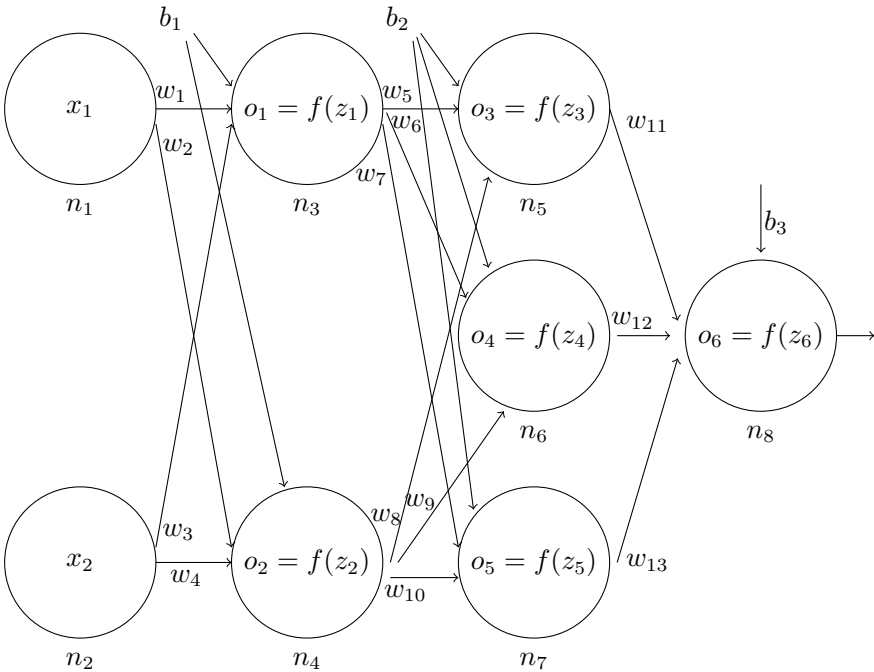 b₁ b₂
x₁ w₁ o₁ = f(z₁) w₅ o₃ = f(z₃) w₁₁
w₂ w₆
w₇
n₁ n₃ n₅
b₃
o₄ = f(z₄) w₁₂ o₆ = f(z₆)
n₆ n₈
w₉
w₃ w₈
x₂ w₄ o₂ = f(z₂) w₁₀ o₅ = f(z₅) w₁₃
n₂ n₄ n₇